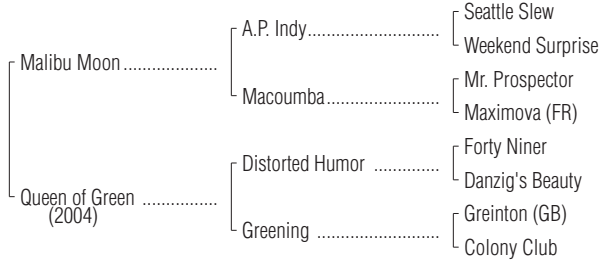 Seattle Slew
A.P. Indy
Weekend Surprise
Malibu Moon
Mr. Prospector
Macoumba
Maximova (FR)
Forty Niner
Distorted Humor
Danzig's Beauty
Queen of Green
(2004)
Greinton (GB)
Greening
Colony Club